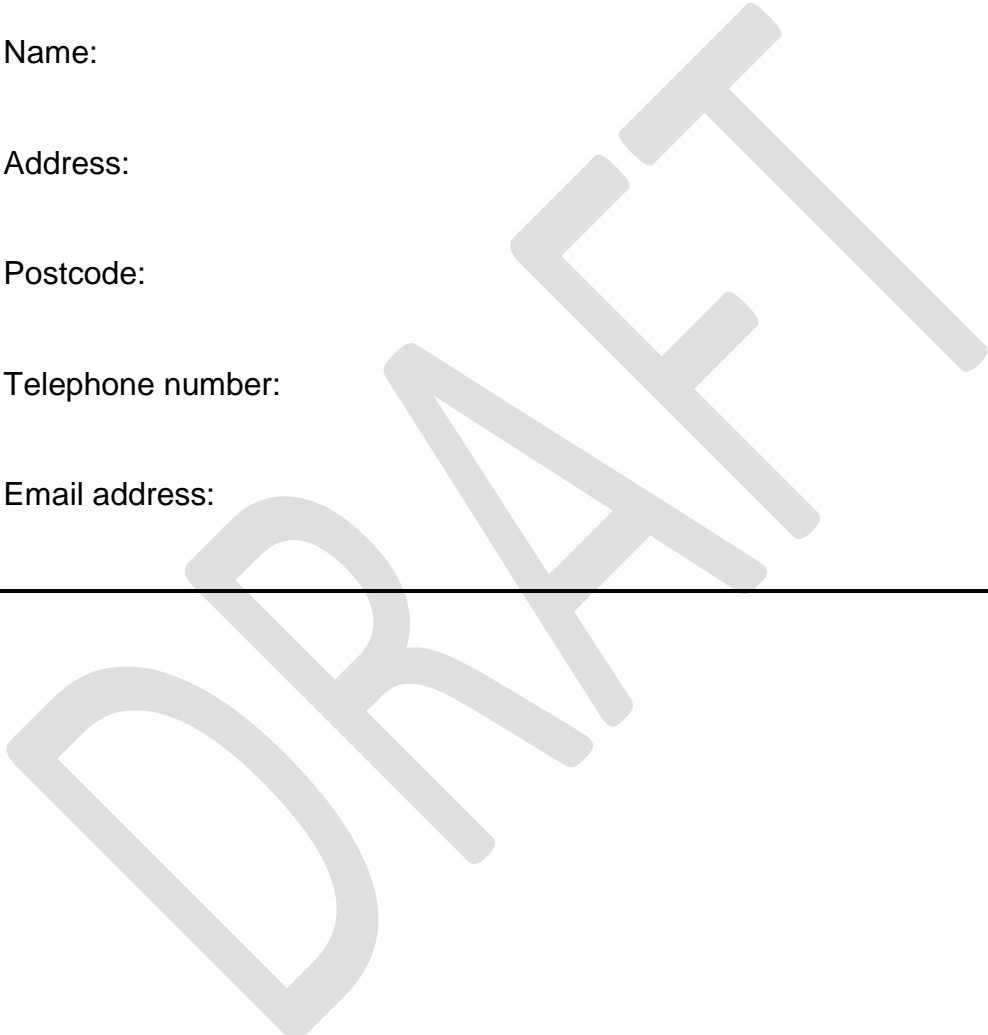 Name:
Address:
Postcode:
Telephone number:
Email address:
DRAFT